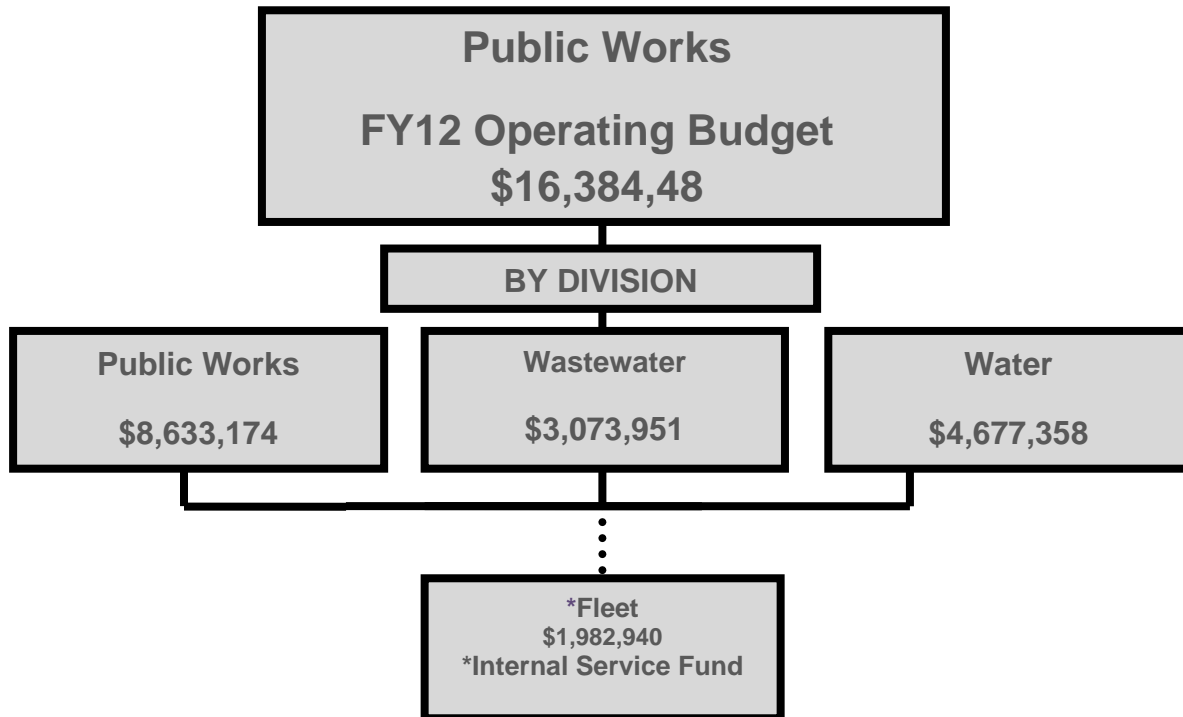 Public Works
FY12 Operating Budget
$16,384,48
BY DIVISION
Public Works
$8,633,174
Wastewater
$3,073,951
Water
$4,677,358
*Fleet
$1,982,940
*Internal Service Fund